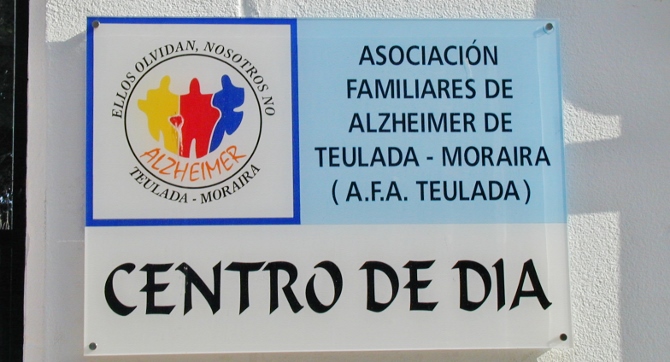 ELLOS OLVIDAN, NOSOTROS NO
ALZHEIMER
TEULADA - MORAIRA
ASOCIACIÓN
FAMILIARES DE
ALZHEIMER DE
TEULADA - MORAIRA
( A.F.A. TEULADA )
CENTRO DE DIA